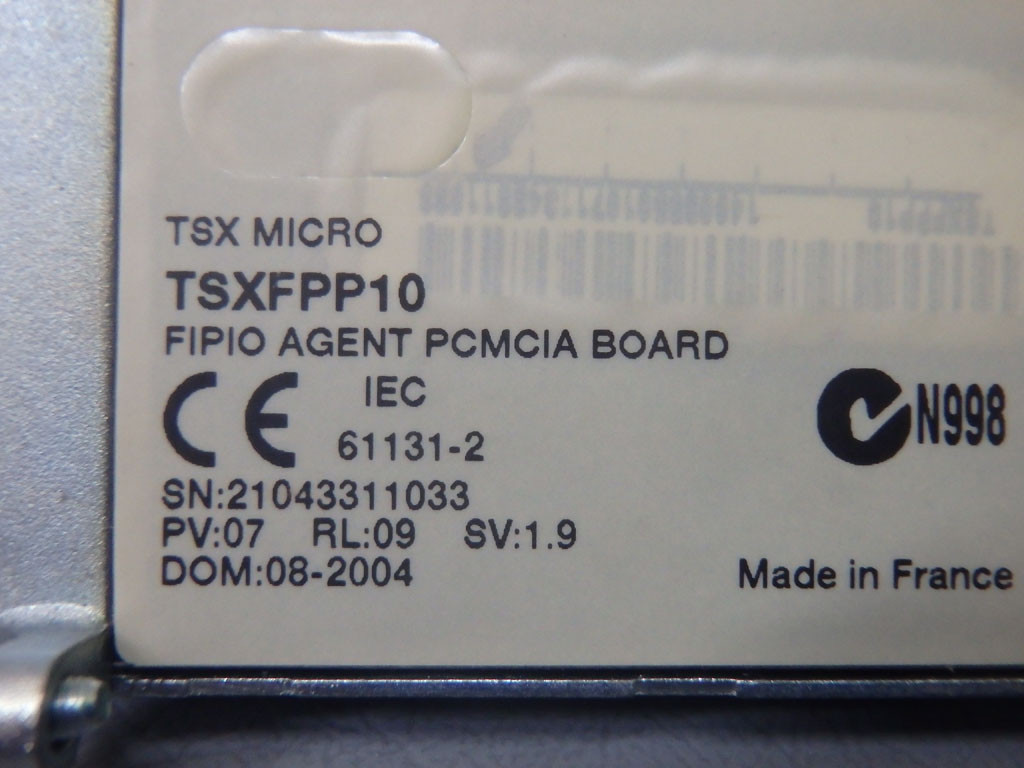 TSX MICRO
TSXFPP10
FIPIO AGENT PCMCIA BOARD
CE IEC
61131-2
N998
SN:21043311033
PV:07 RL:09 SV:1.9
DOM:08-2004
Made in France